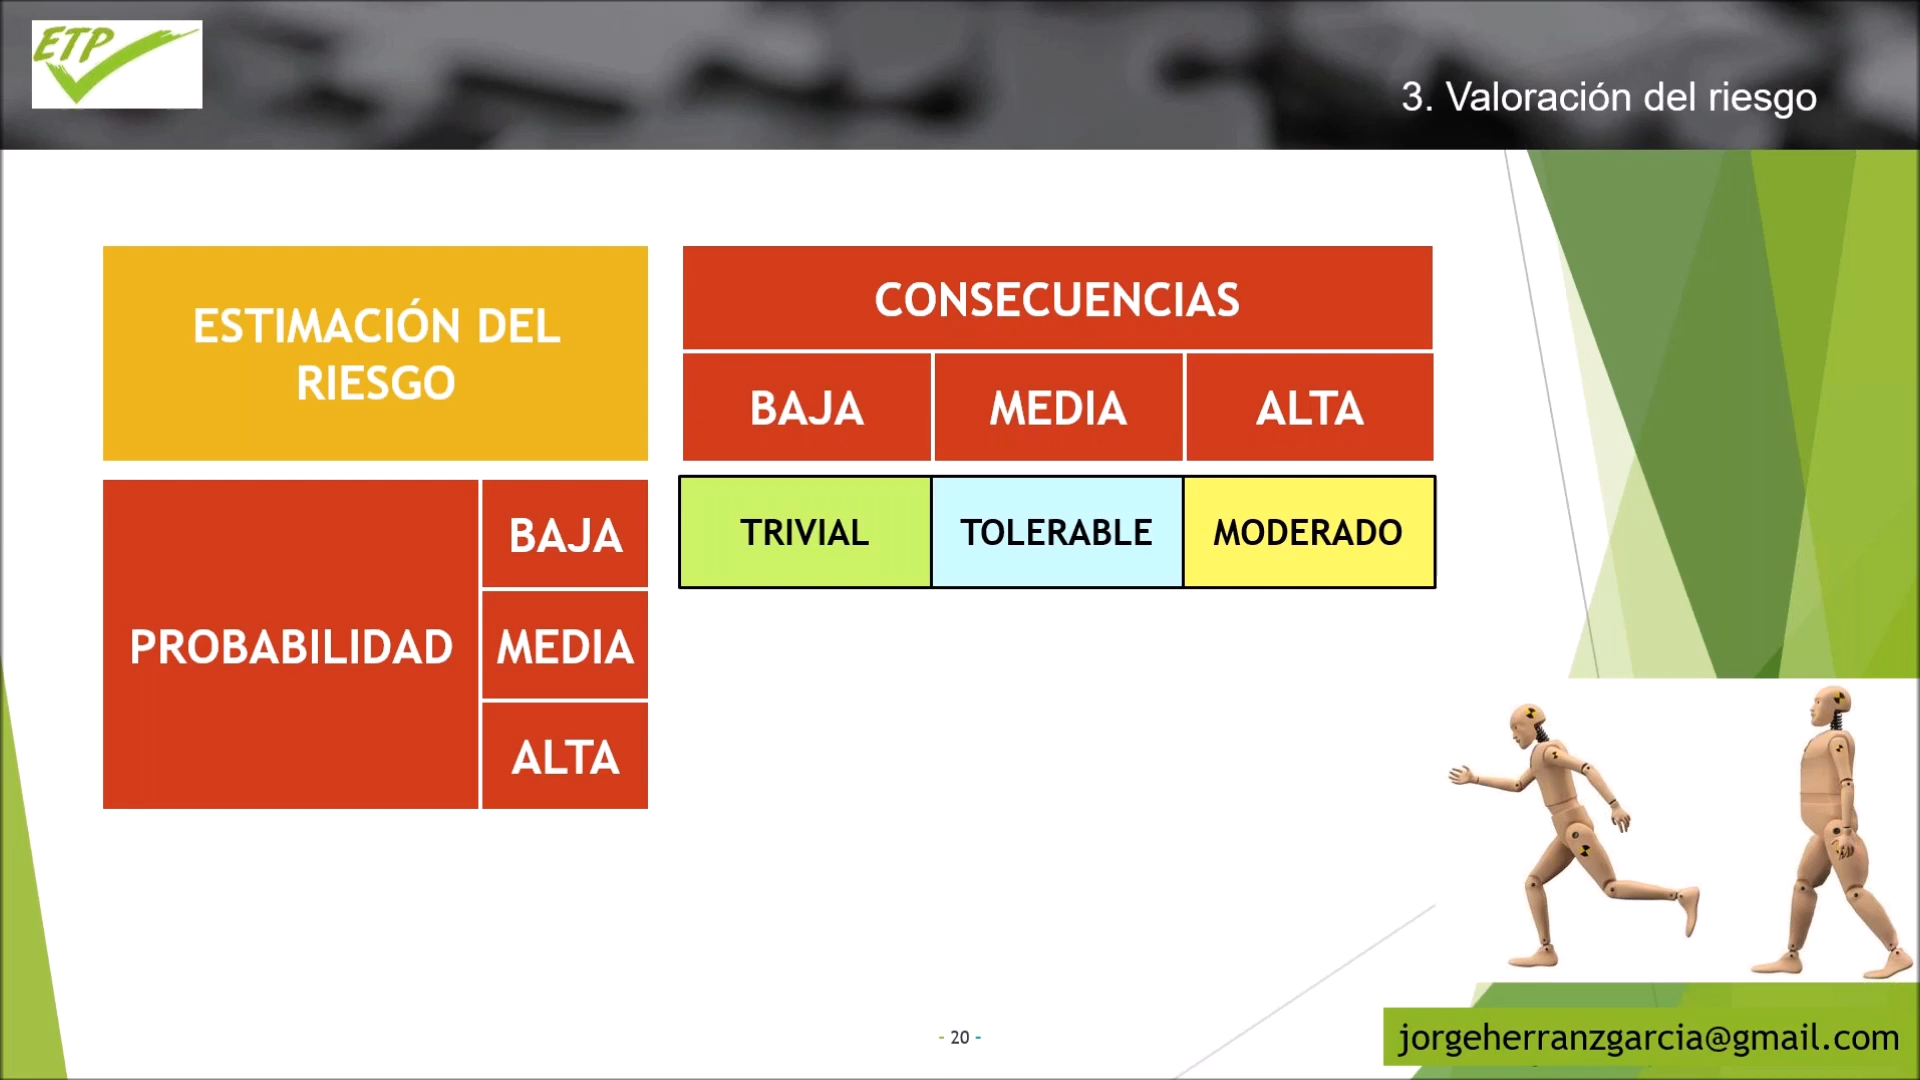 ETP
3. Valoración del riesgo
ESTIMACIÓN DEL
RIESGO
CONSECUENCIAS
BAJA MEDIA ALTA
PROBABILIDAD
BAJA
MEDIA
ALTA
TRIVIAL TOLERABLE MODERADO
- 20 -
jorgeherranzgarcia@gmail.com